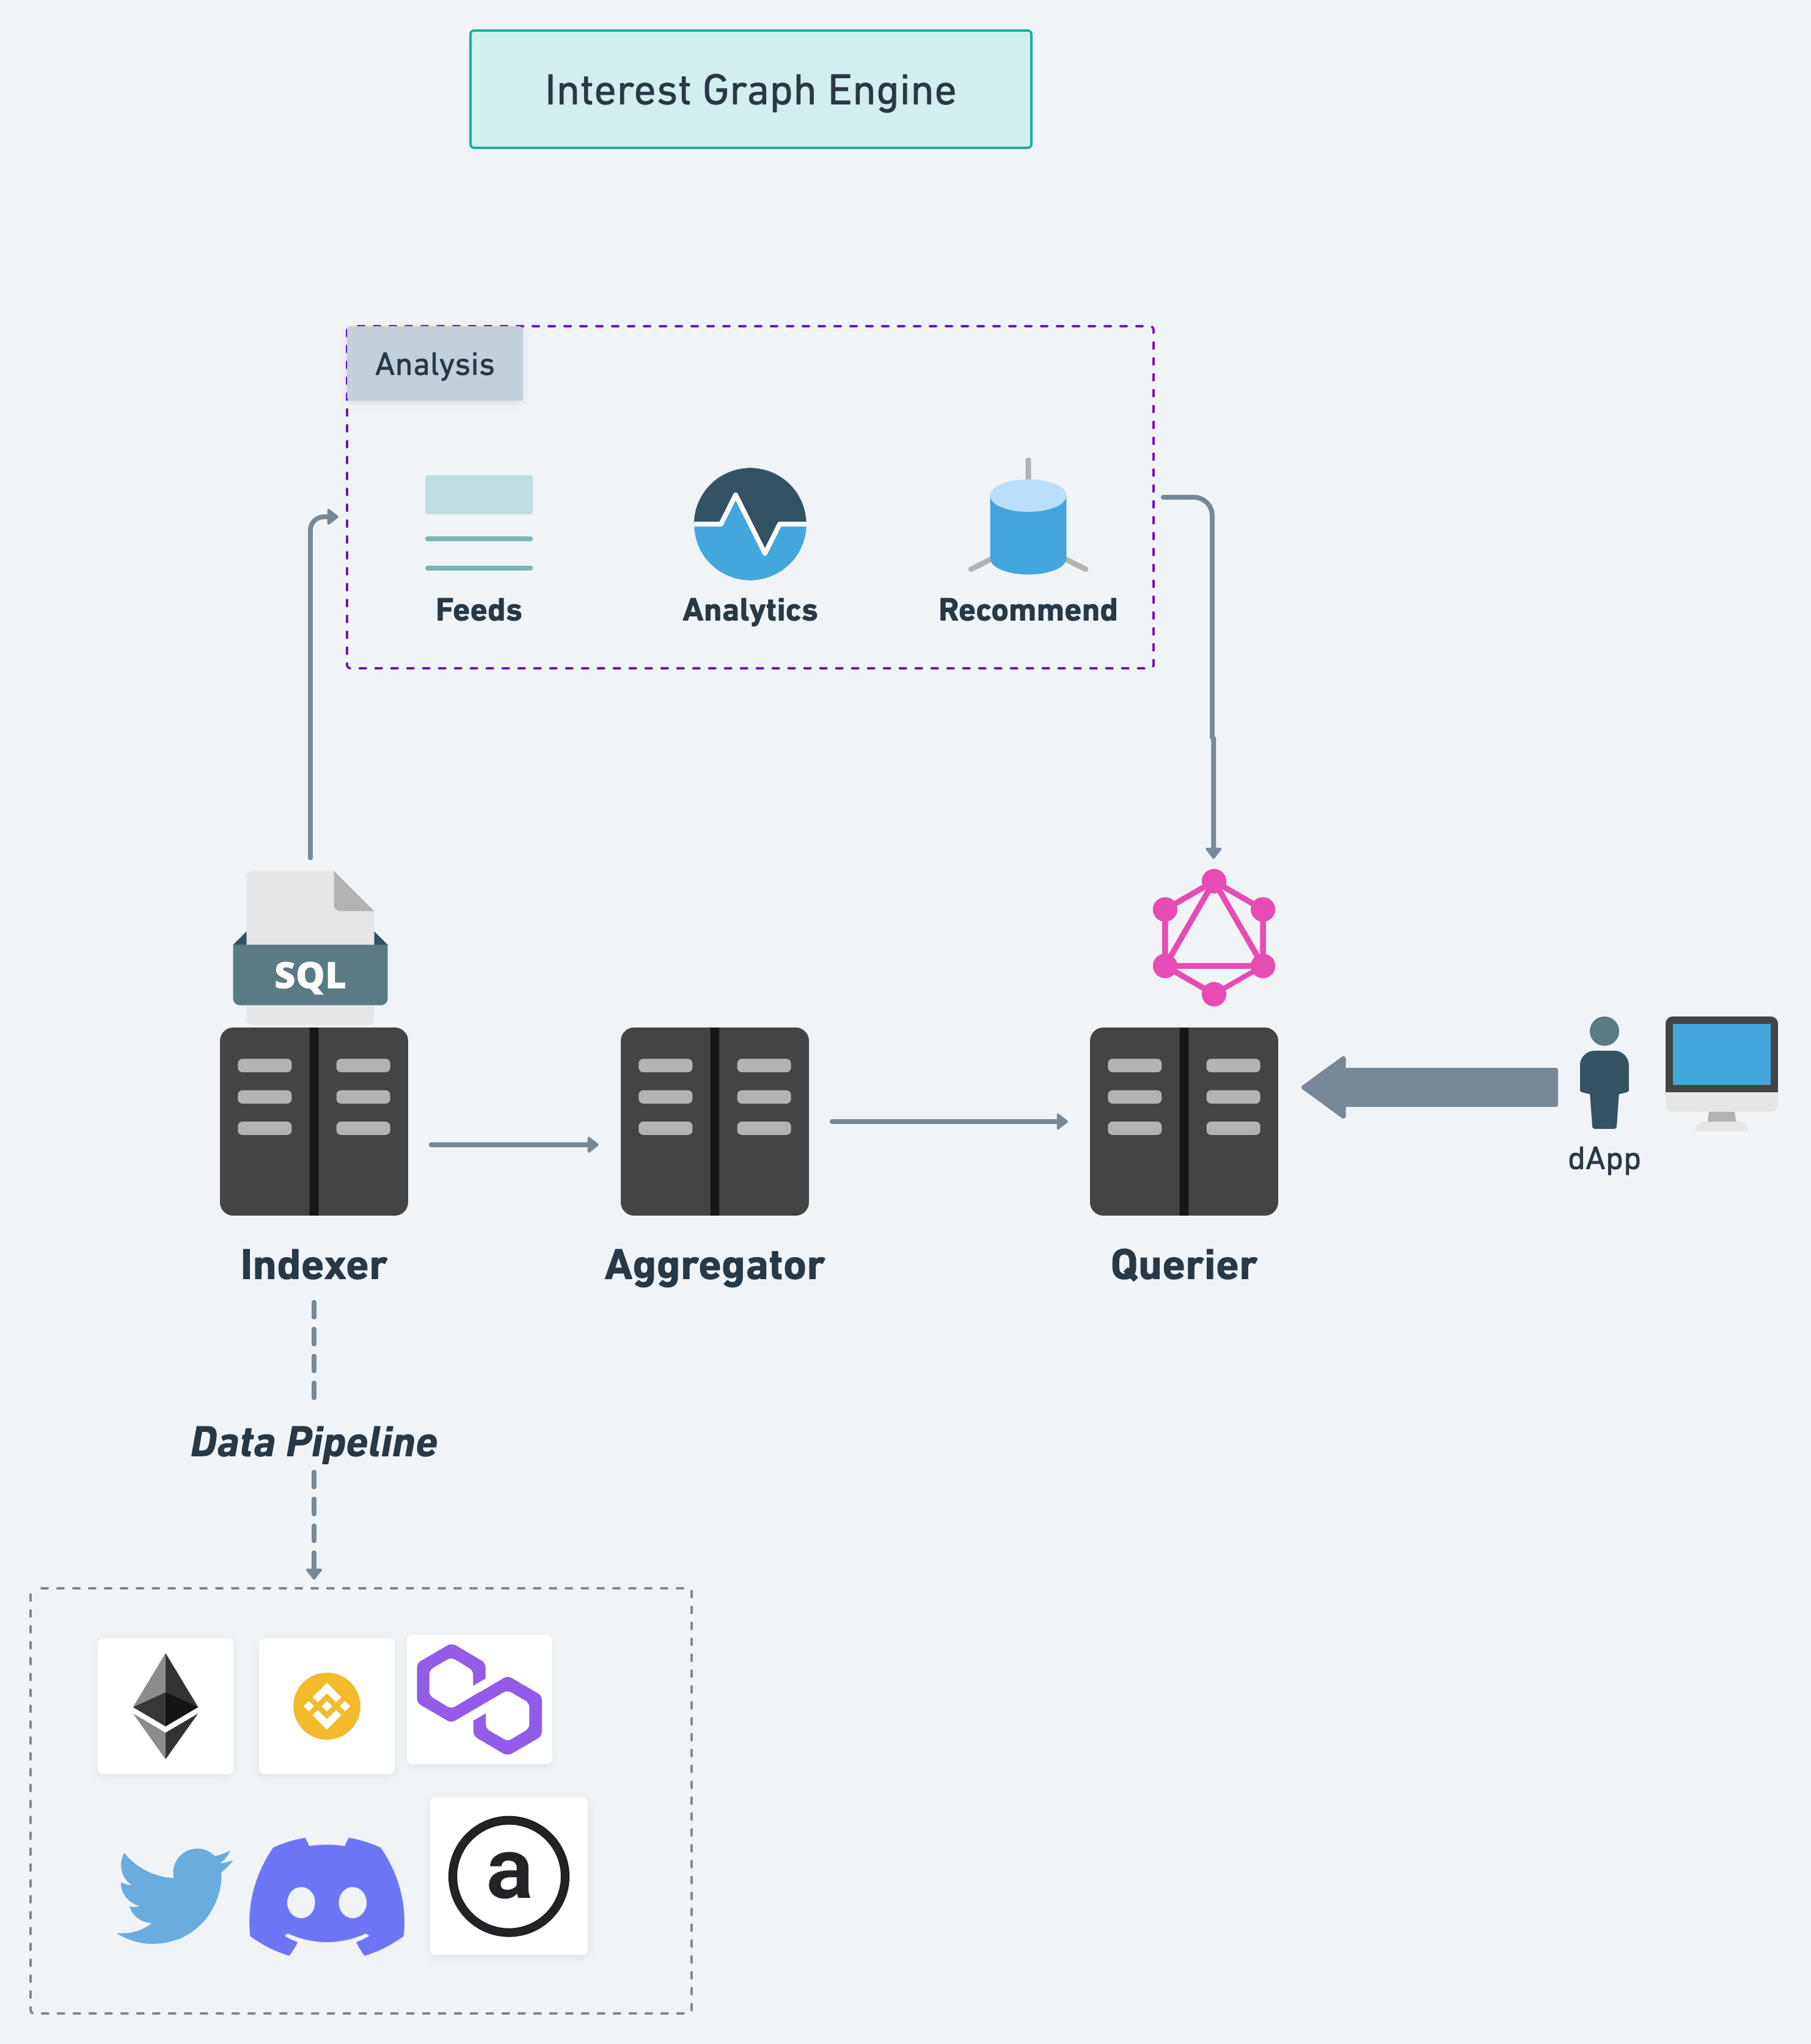 Interest Graph Engine
Analysis
Feeds
Analytics
Recommend
SQL
dApp
Indexer
Aggregator
Querier
Data Pipeline
a